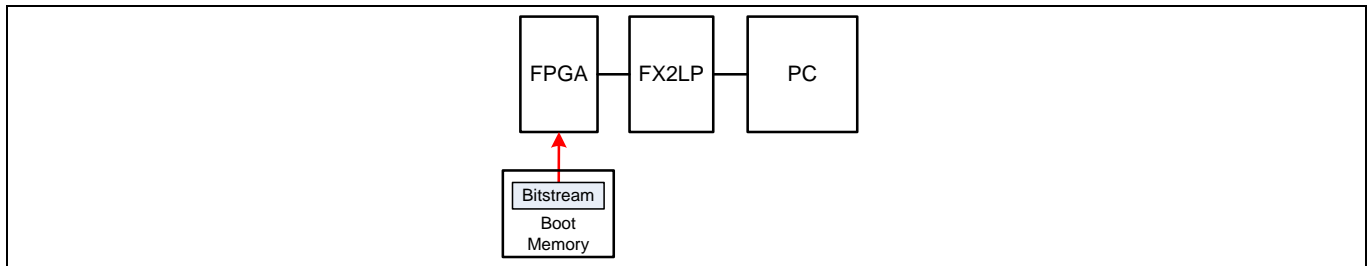 FPGA
FX2LP
PC
Bitstream
Boot
Memory